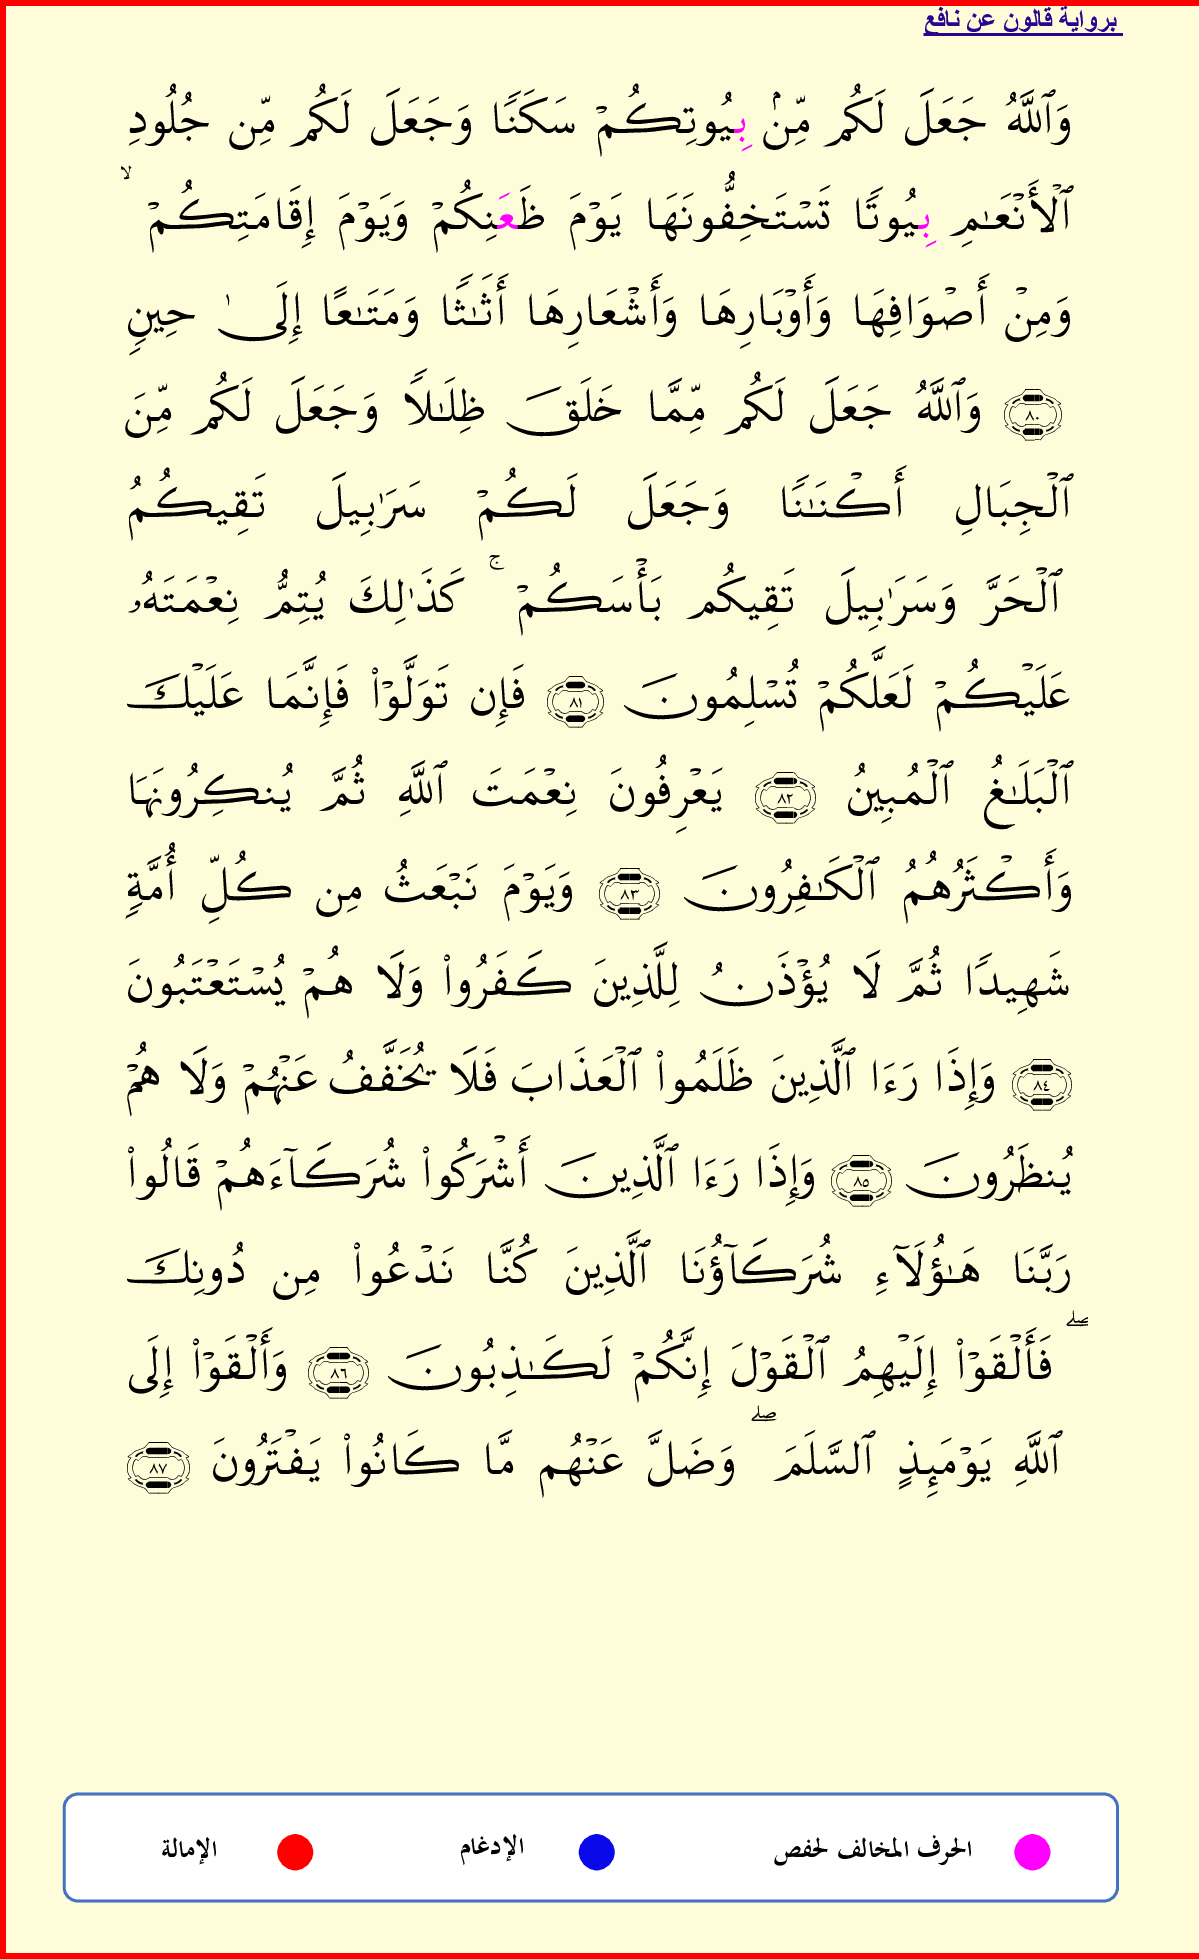 برواية قالون عن نافع
وَٱللَّهُ جَعَلَ لَكُم مِّنۢ بِيُوتِكُمْ سَكَنًا وَجَعَلَ لَكُم مِّن جُلُودِ
ٱلْأَنْعَـٰمِ بِيُوتًا تَسْتَخِفُّونَهَا يَوْمَ ظَعَنِكُمْ وَيَوْمَ إِقَامَتِكُمْ ۙ
وَمِنْ أَصْوَافِهَا وَأَوْبَارِهَا وَأَشْعَارِهَا أَثَـٰثًا وَمَتَـٰعًا إِلَىٰ حِينٍ
﴿٨٠﴾ وَٱللَّهُ جَعَلَ لَكُم مِّمَّا خَلَقَ ظِلَـٰلًا وَجَعَلَ لَكُم مِّنَ
ٱلْجِبَالِ أَكْنَـٰنًا وَجَعَلَ لَكُمْ سَرَٰبِيلَ تَقِيكُمُ
ٱلْحَرَّ وَسَرَٰبِيلَ تَقِيكُم بَأْسَكُمْ ۚ كَذَٰلِكَ يُتِمُّ نِعْمَتَهُۥ
عَلَيْكُمْ لَعَلَّكُمْ تُسْلِمُونَ ﴿٨١﴾ فَإِن تَوَلَّوْا۟ فَإِنَّمَا عَلَيْكَ
ٱلْبَلَـٰغُ ٱلْمُبِينُ ﴿٨٢﴾ يَعْرِفُونَ نِعْمَتَ ٱللَّهِ ثُمَّ يُنكِرُونَهَا
وَأَكْثَرُهُمُ ٱلْكَـٰفِرُونَ ﴿٨٣﴾ وَيَوْمَ نَبْعَثُ مِن كُلِّ أُمَّةٍ
شَهِيدًا ثُمَّ لَا يُؤْذَنُ لِلَّذِينَ كَفَرُوا۟ وَلَا هُمْ يُسْتَعْتَبُونَ
﴿٨٤﴾ وَإِذَا رَءَا ٱلَّذِينَ ظَلَمُوا۟ ٱلْعَذَابَ فَلَا يُخَفَّفُ عَنْهُمْ وَلَا هُمْ
يُنظَرُونَ ﴿٨٥﴾ وَإِذَا رَءَا ٱلَّذِينَ أَشْرَكُوا۟ شُرَكَآءَهُمْ قَالُوا۟
رَبَّنَا هَـٰٓؤُلَآءِ شُرَكَآؤُنَا ٱلَّذِينَ كُنَّا نَدْعُوا۟ مِن دُونِكَ
ۖ فَأَلْقَوْا۟ إِلَيْهِمُ ٱلْقَوْلَ إِنَّكُمْ لَكَـٰذِبُونَ ﴿٨٦﴾ وَأَلْقَوْا۟ إِلَى
ٱللَّهِ يَوْمَئِذٍ ٱلسَّلَمَ ۖ وَضَلَّ عَنْهُم مَّا كَانُوا۟ يَفْتَرُونَ ﴿٨٧﴾
الحرف المخالف لحفص الإدغام الإمالة